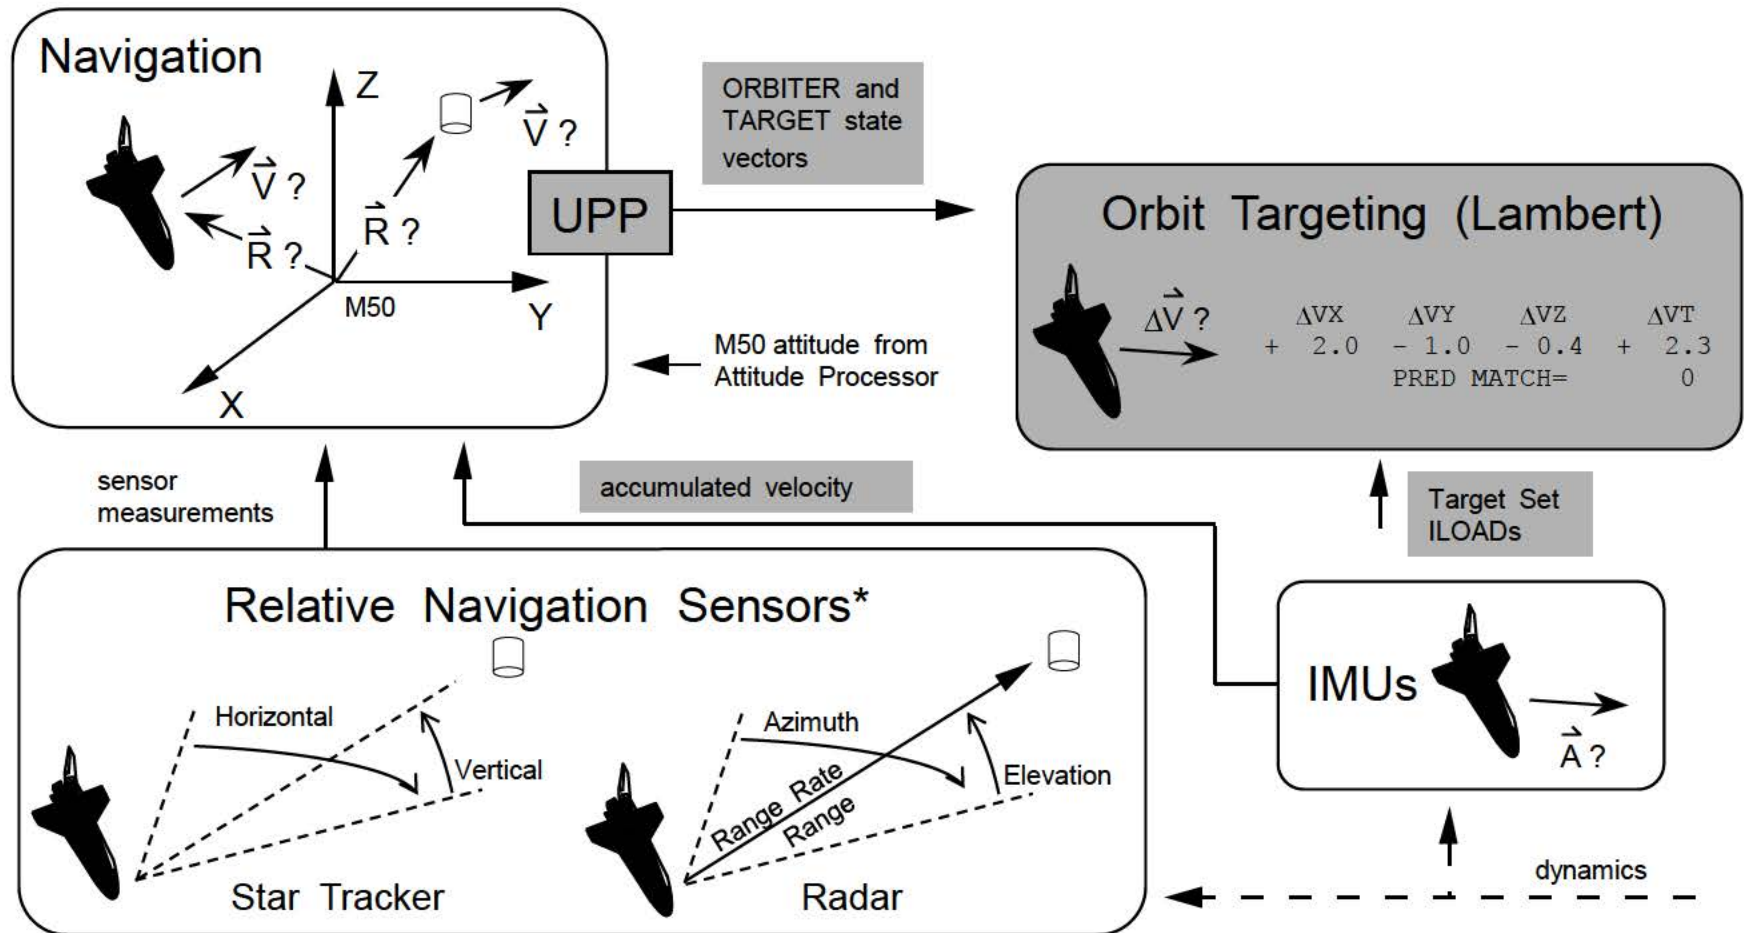 Navigation
Z
V ?
V ?
R ?
R ?
M50
Y
X
UPP
ORBITER and
TARGET state
vectors
M50 attitude from
Attitude Processor
Orbit Targeting (Lambert)
ΔV ?
ΔVX ΔVY ΔVZ ΔVT
+ 2.0 - 1.0 - 0.4 + 2.3
PRED MATCH= 0
sensor
measurements
accumulated velocity
Target Set
ILOADs
Relative Navigation Sensors*
Horizontal
Vertical
Star Tracker
Azimuth
Elevation
Range Rate
Range
Radar
IMUs
A ?
dynamics